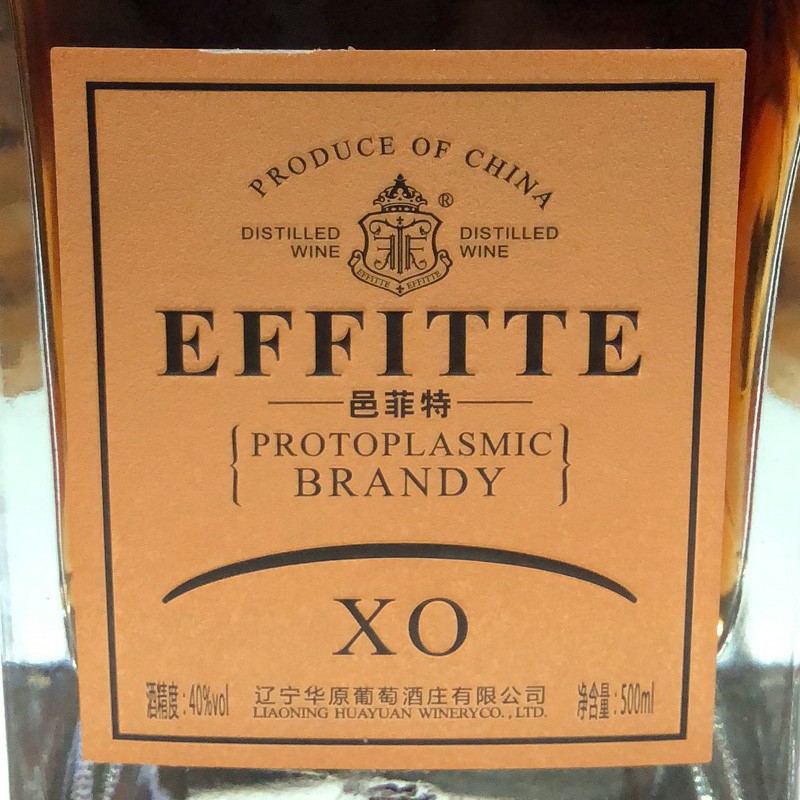 PRODUCE OF CHINA
®
DISTILLED WINE
DISTILLED WINE
EFFITTE EFFITTE
EFFITTE
邑菲特
{PROTOPLASMIC
BRANDY}
XO
酒精度:40%vol
辽宁华原葡萄酒庄有限公司
LIAONING HUAYUAN WINERY CO., LTD.
净含量:500ml